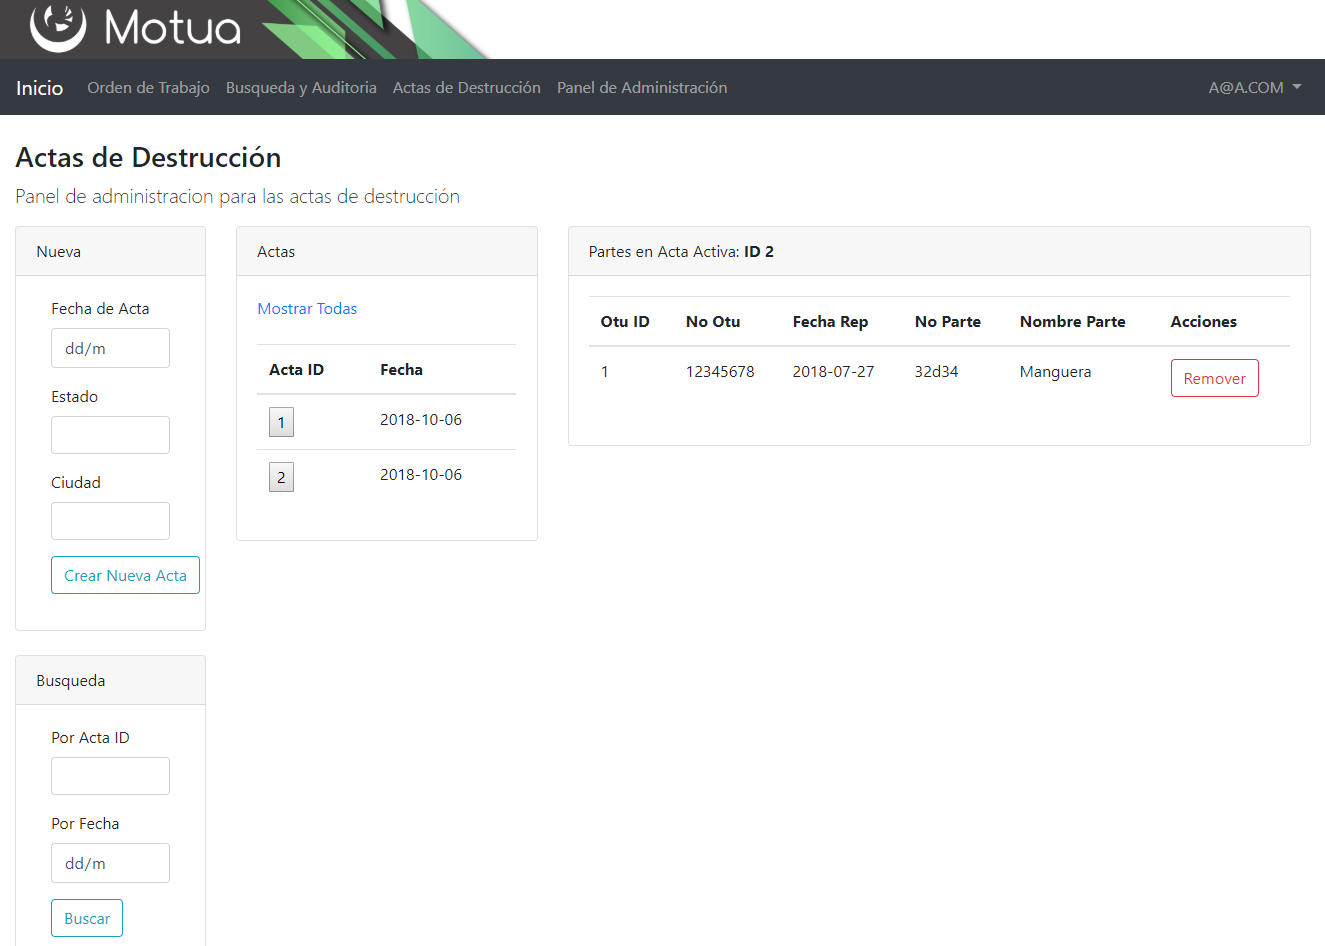 Motua
Inicio Orden de Trabajo Busqueda y Auditoria Actas de Destrucción Panel de Administración A@A.COM
Actas de Destrucción
Panel de administracion para las actas de destrucción
Nueva
Fecha de Acta
dd/m
Estado
Ciudad
Crear Nueva Acta
Busqueda
Por Acta ID
Por Fecha
dd/m
Buscar
Actas
Mostrar Todas
Acta ID Fecha
1 2018-10-06
2 2018-10-06
Partes en Acta Activa: ID 2
Otu ID No Otu Fecha Rep No Parte Nombre Parte Acciones
1 12345678 2018-07-27 32d34 Manguera Remover